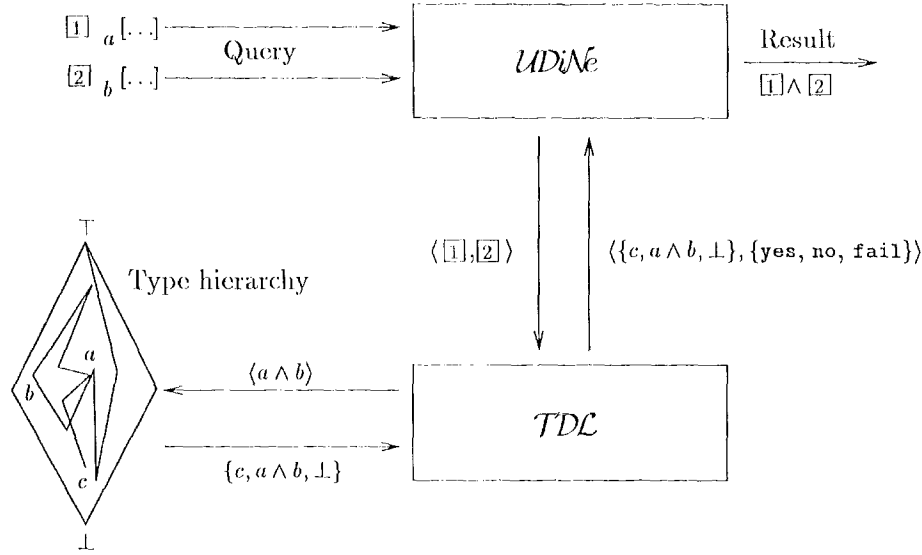 [1] a[…]
Query
[2] b[…]
UDiNe
Result
[1]∧[2]
⟨[1],[2]⟩
⟨{c, a ∧ b, ⊥}, {yes, no, fail}⟩
⊤
Type hierarchy
a
b
c
⊥
⟨a ∧ b⟩
{c, a ∧ b, ⊥}
TDL